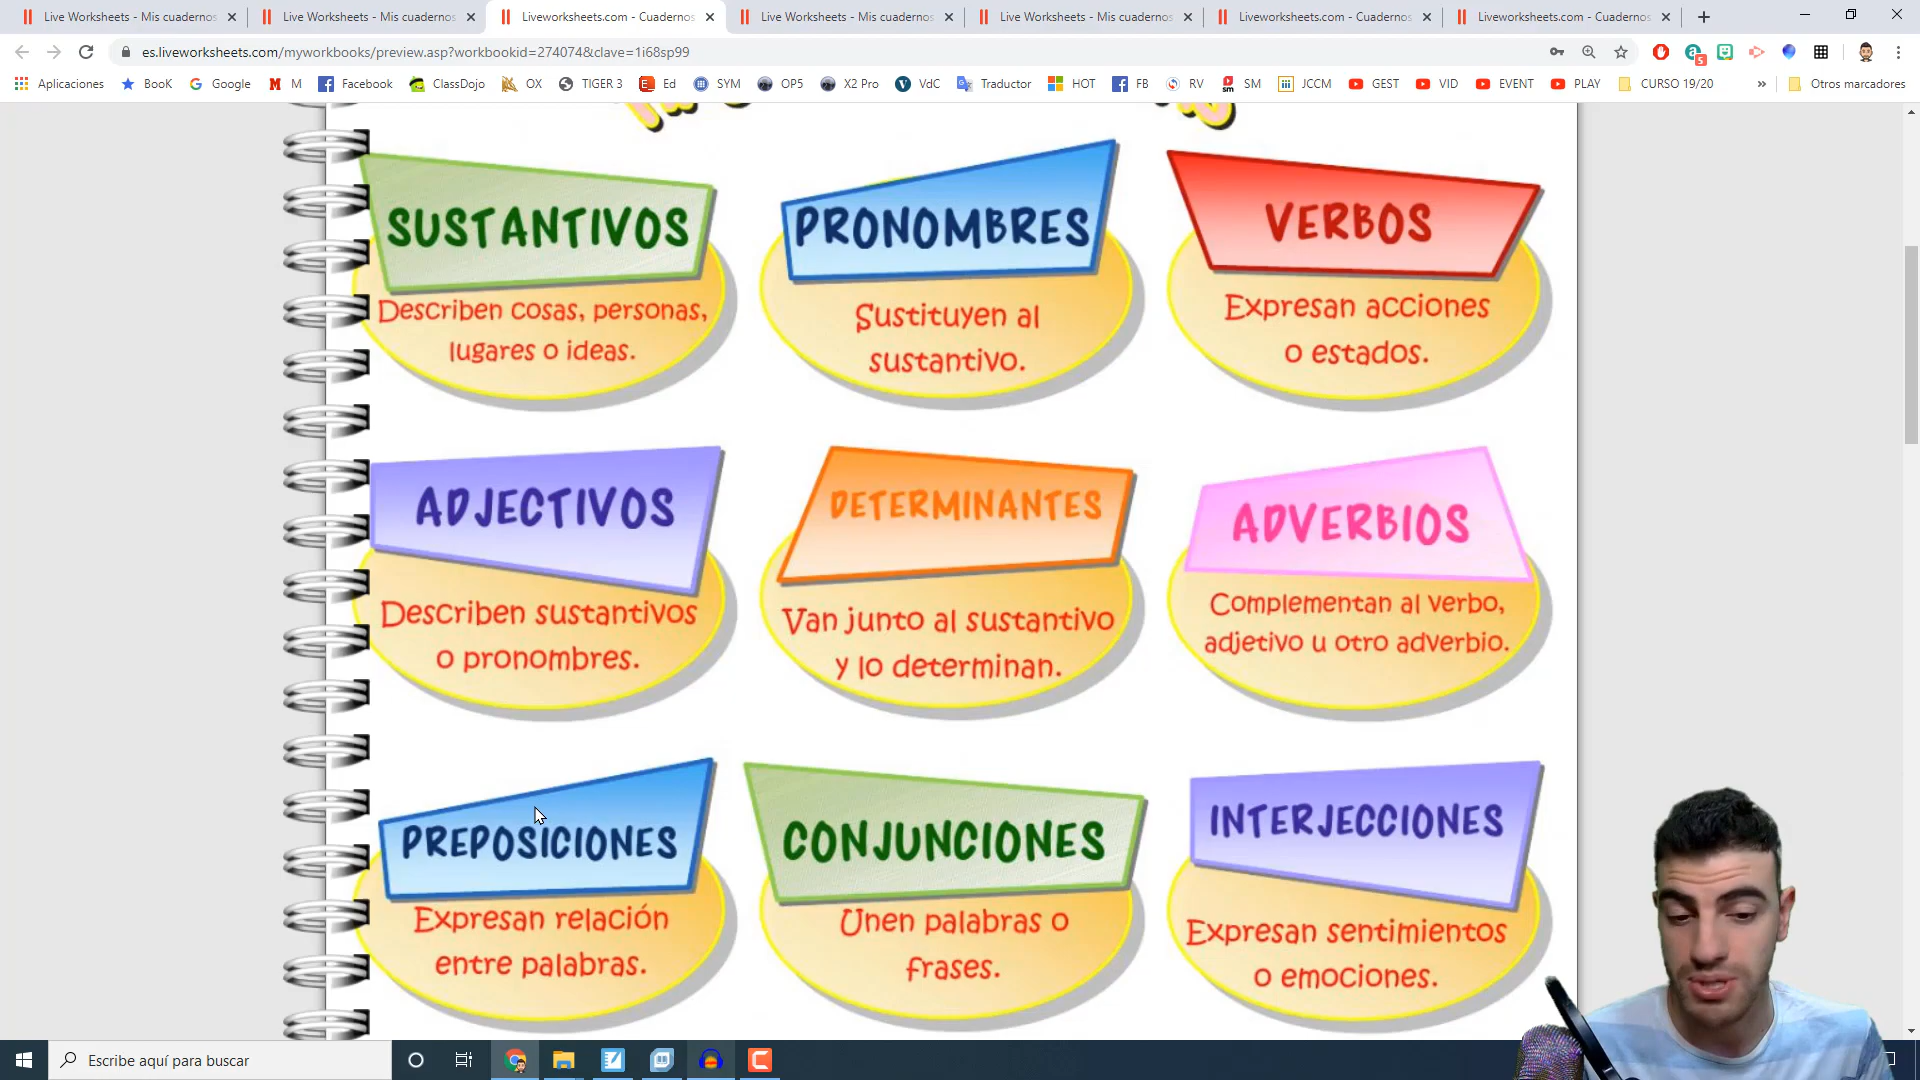 Live Worksheets - Mis cuadernos
Live Worksheets - Mis cuadernos
Liveworksheets.com - Cuadernos
Live Worksheets - Mis cuadernos
Live Worksheets - Mis cuadernos
Liveworksheets.com - Cuadernos
Liveworksheets.com - Cuadernos
es.liveworksheets.com/myworkbooks/preview.asp?workbookid=274074&clave=1i68sp99
5
Aplicaciones
BooK
Google
M
Facebook
ClassDojo
OX
TIGER 3
Ed
SYM
OP5
X2 Pro
VdC
Traductor
HOT
FB
RV
SM
JCCM
GEST
VID
EVENT
PLAY
CURSO 19/20
»
Otros marcadores
SUSTANTIVOS
Describen cosas, personas,
lugares o ideas.
PRONOMBRES
Sustituyen al
sustantivo.
VERBOS
Expresan acciones
o estados.
ADJECTIVOS
Describen sustantivos
o pronombres.
DETERMINANTES
Van junto al sustantivo
y lo determinan.
ADVERBIOS
Complementan al verbo,
adjetivo u otro adverbio.
PREPOSICIONES
Expresan relación
entre palabras.
CONJUNCIONES
Unen palabras o
frases.
INTERJECCIONES
Expresan sentimientos
o emociones.
Escribe aquí para buscar